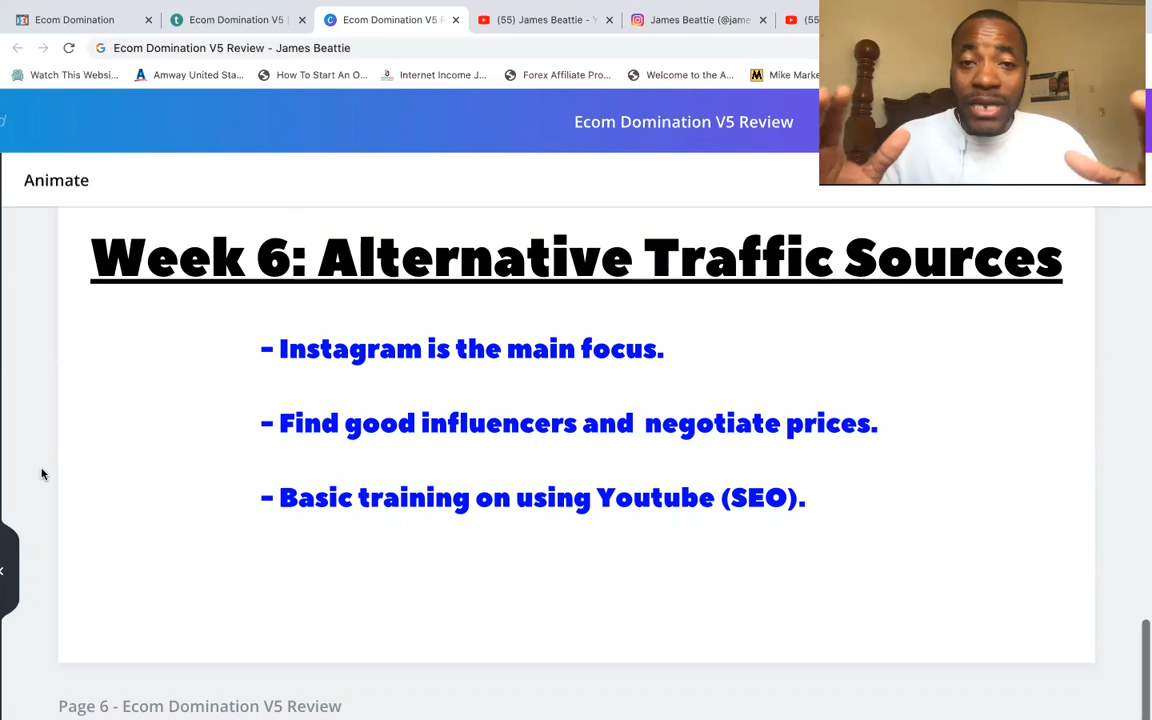 Ecom Domination
Ecom Domination V5
Ecom Domination V5 R
(55) James Beattie - Y
James Beattie (@jame
(55
Ecom Domination V5 Review - James Beattie
Watch This Websi...
Amway United Sta...
How To Start An O...
Internet Income J...
Forex Affiliate Pro...
Welcome to the A...
Mike Marke
d
Ecom Domination V5 Review
Animate
Week 6: Alternative Traffic Sources
- Instagram is the main focus.
- Find good influencers and negotiate prices.
- Basic training on using Youtube (SEO).
Page 6 - Ecom Domination V5 Review